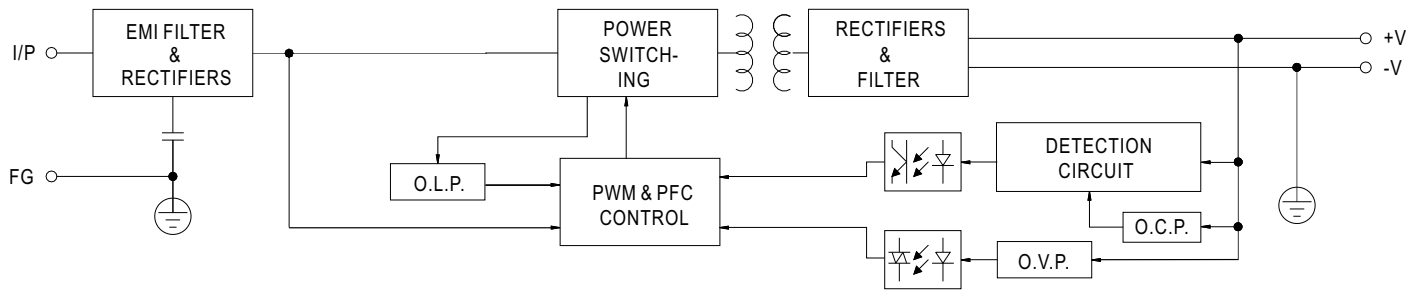 I/P
EMI FILTER
&
RECTIFIERS
POWER
SWITCH-
ING
RECTIFIERS
&
FILTER
+V
-V
FG
O.L.P.
PWM & PFC
CONTROL
DETECTION
CIRCUIT
O.C.P.
O.V.P.